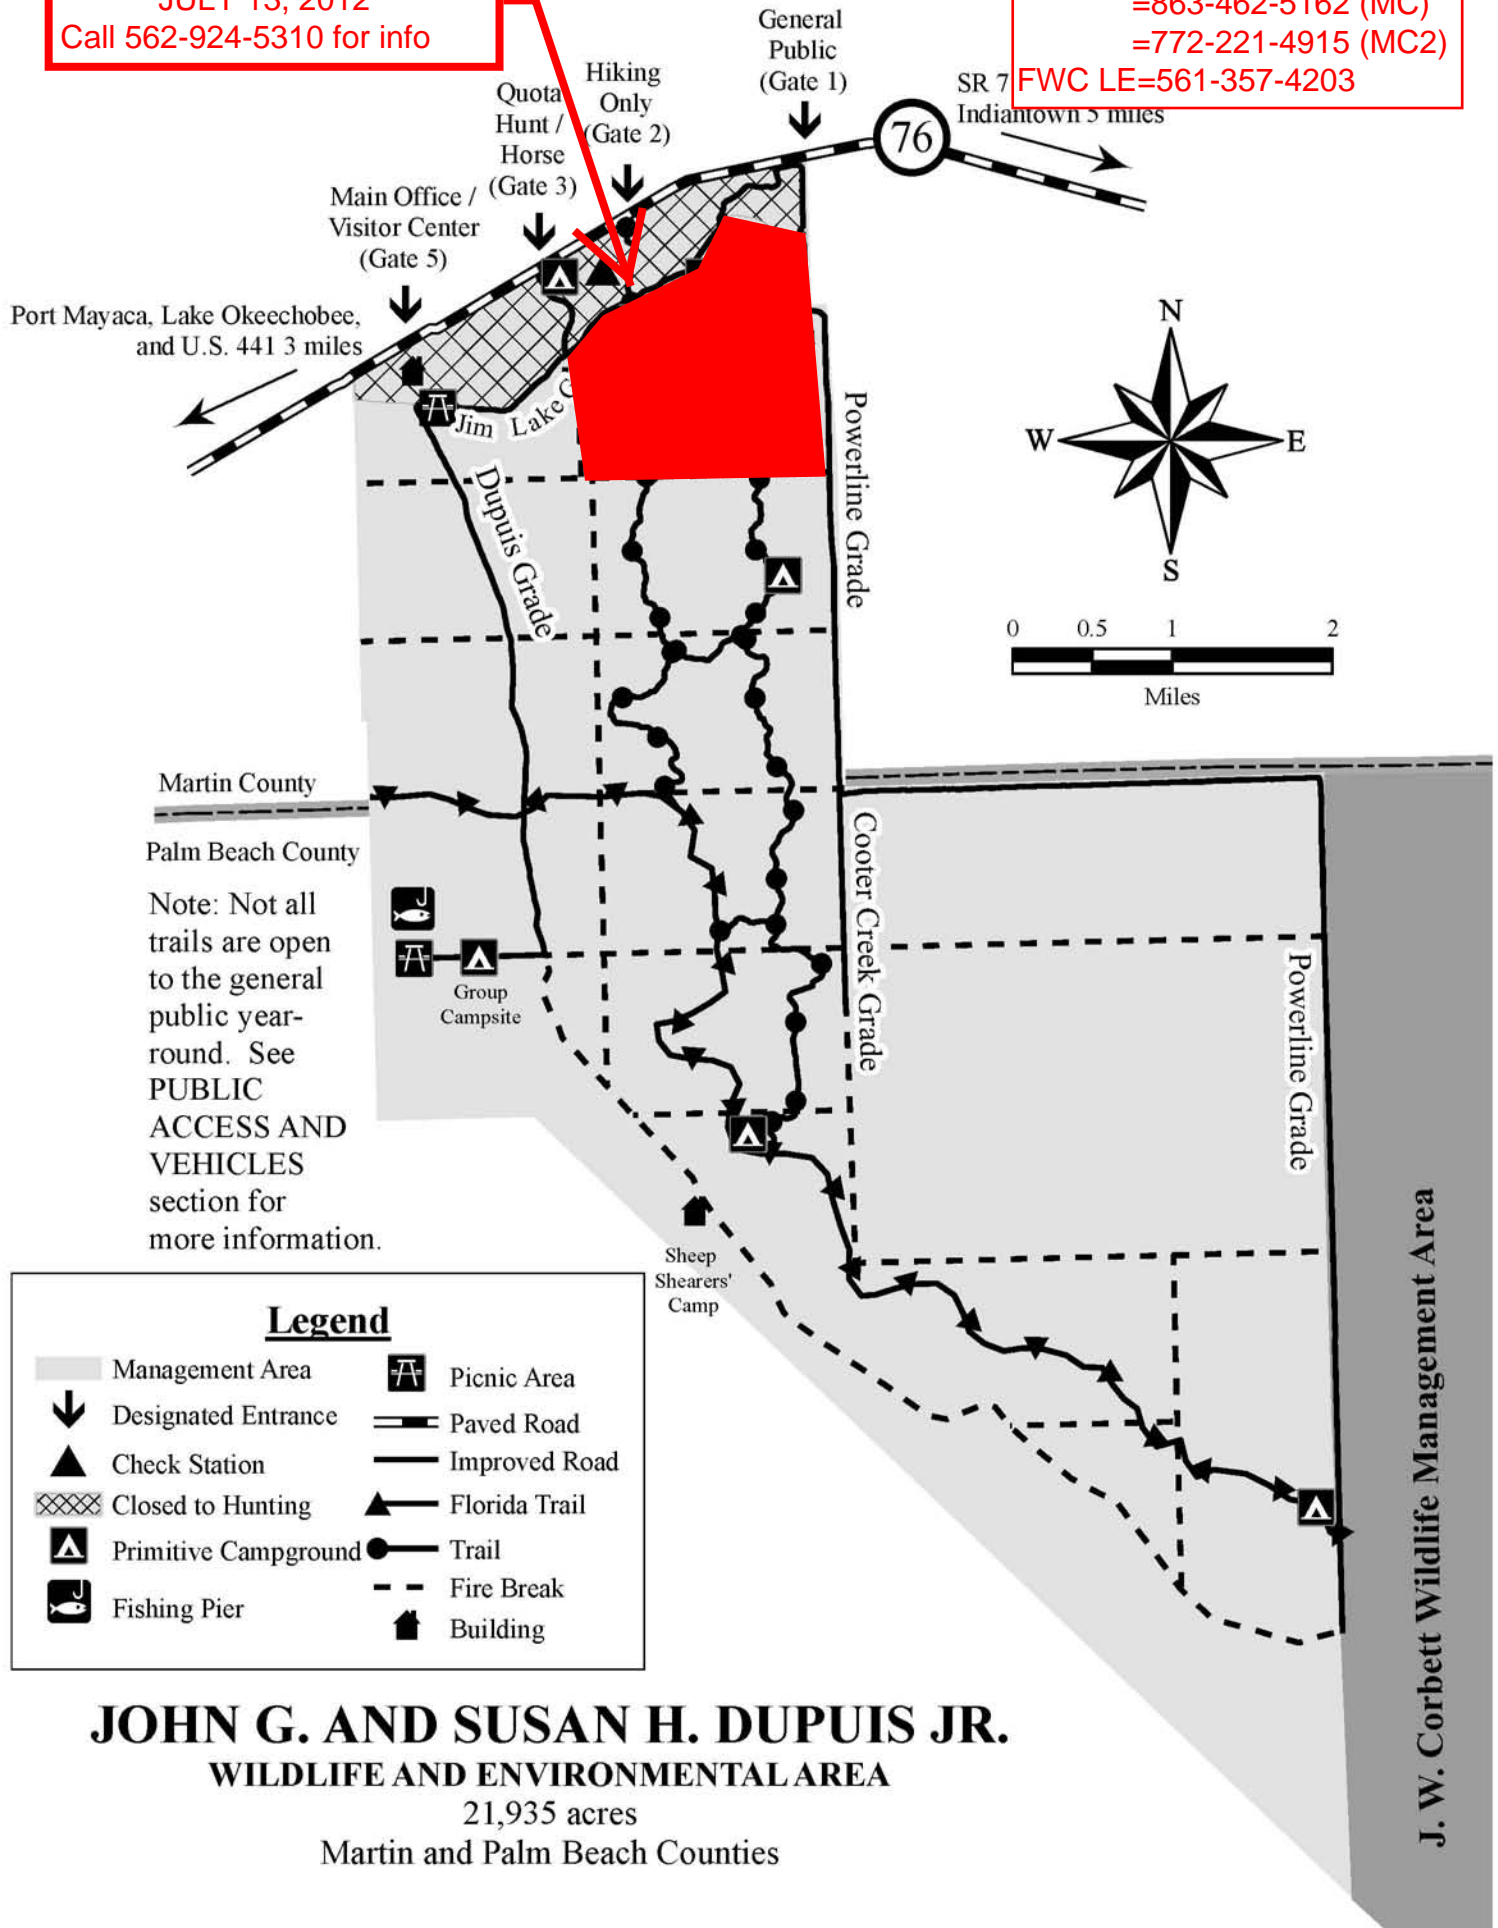 JULY 13, 2012
Call 562-924-5310 for info
=863-462-5162 (MC)
=772-221-4915 (MC2)
FWC LE=561-357-4203
General
Public
(Gate 1)
Hiking
Only
(Gate 2)
Quota
Hunt /
Horse
(Gate 3)
Main Office /
Visitor Center
(Gate 5)
SR 7
Indiantown 5 miles
76
Port Mayaca, Lake Okeechobee,
and U.S. 441 3 miles
Jim Lake
Dupuis Grade
Powerline Grade
N
W
E
S
0 0.5 1 2
Miles
Martin County
Palm Beach County
Cooter Creek Grade
Powerline Grade
Note: Not all
trails are open
to the general
public year-
round. See
PUBLIC
ACCESS AND
VEHICLES
section for
more information.
Group
Campsite
Sheep
Shearers'
Camp
J. W. Corbett Wildlife Management Area
Legend
Management Area
Designated Entrance
Check Station
Closed to Hunting
Primitive Campground
Fishing Pier
Picnic Area
Paved Road
Improved Road
Florida Trail
Trail
Fire Break
Building
JOHN G. AND SUSAN H. DUPUIS JR.
WILDLIFE AND ENVIRONMENTAL AREA
21,935 acres
Martin and Palm Beach Counties